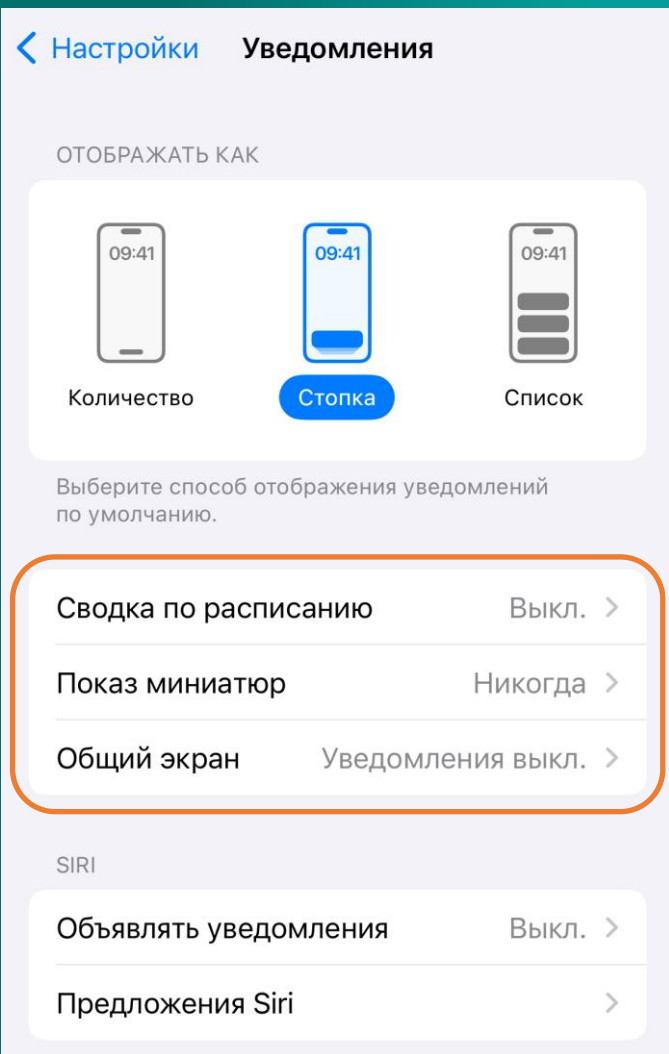 Настройки Уведомления
ОТОБРАЖАТЬ КАК
09:41 09:41 09:41
Количество Стопка Список
Выберите способ отображения уведомлений
по умолчанию.
Сводка по расписанию Выкл.
Показ миниатюр Никогда
Общий экран Уведомления выкл.
SIRI
Объявлять уведомления Выкл.
Предложения Siri